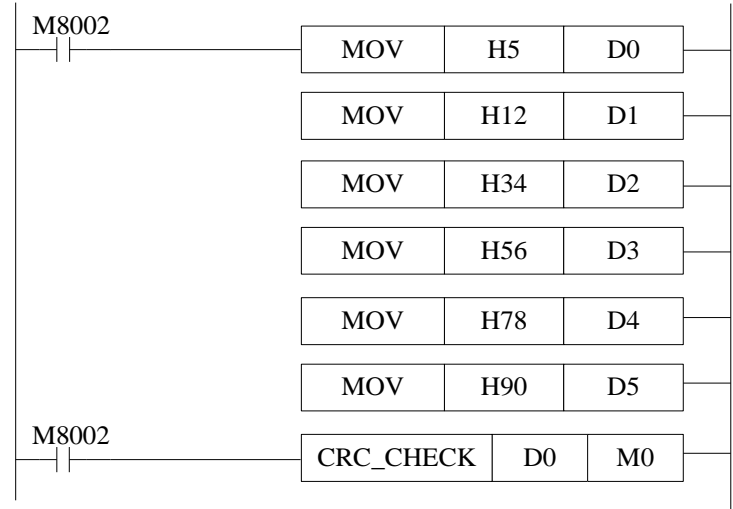 M8002
MOV H5 D0
MOV H12 D1
MOV H34 D2
MOV H56 D3
MOV H78 D4
MOV H90 D5
M8002
CRC_CHECK D0 M0